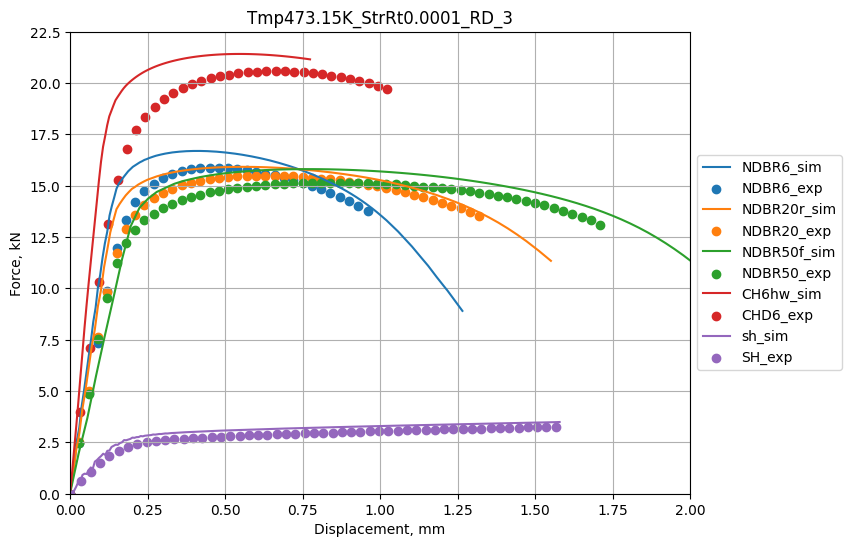 Tmp473.15K_StrRt0.0001_RD_3
22.5
20.0
17.5
15.0
12.5
10.0
7.5
5.0
2.5
0.0
Force, kN
0.00 0.25 0.50 0.75 1.00 1.25 1.50 1.75 2.00
Displacement, mm
NDBR6_sim
NDBR6_exp
NDBR20r_sim
NDBR20_exp
NDBR50f_sim
NDBR50_exp
CH6hw_sim
CHD6_exp
sh_sim
SH_exp